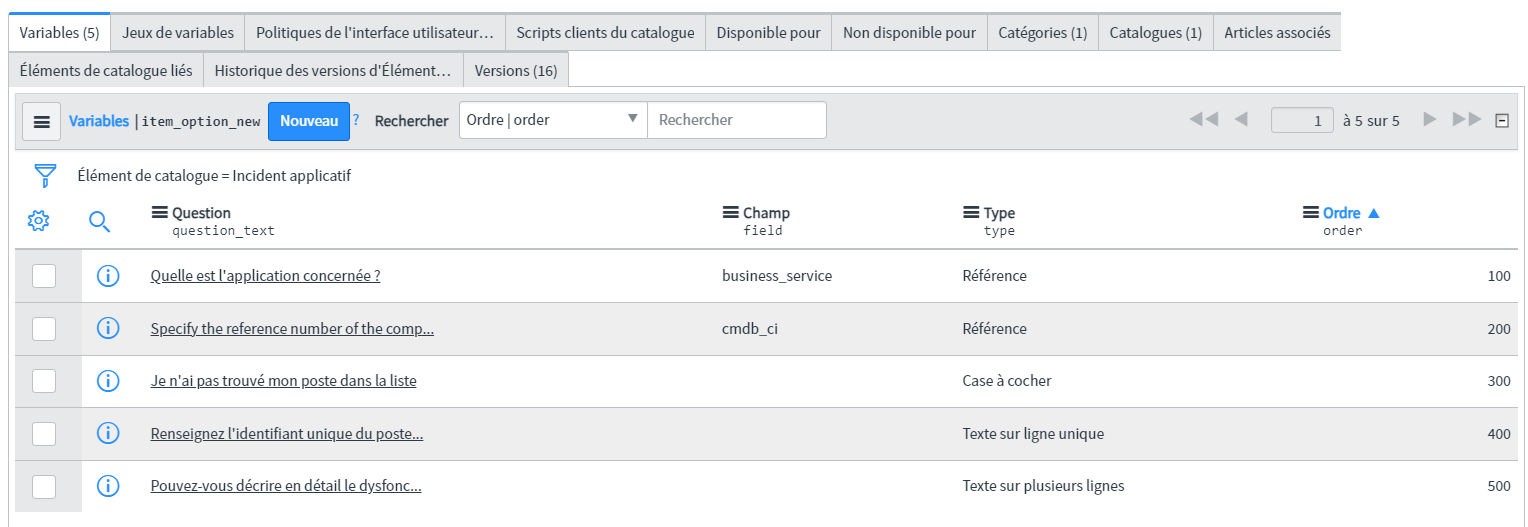 Variables (5) Jeux de variables Politiques de l'interface utilisateur… Scripts clients du catalogue Disponible pour Non disponible pour Catégories (1) Catalogues (1) Articles associés
Éléments de catalogue liés Historique des versions d'Élément… Versions (16)
Variables | item_option_new Nouveau ? Rechercher Ordre | order Rechercher 1 à 5 sur 5
Élément de catalogue = Incident applicatif
Question Champ Type Ordre
question_text field type order
Quelle est l'application concernée ? business_service Référence 100
Specify the reference number of the comp... cmdb_ci Référence 200
Je n'ai pas trouvé mon poste dans la liste Case à cocher 300
Renseignez l'identifiant unique du poste... Texte sur ligne unique 400
Pouvez-vous décrire en détail le dysfonc... Texte sur plusieurs lignes 500